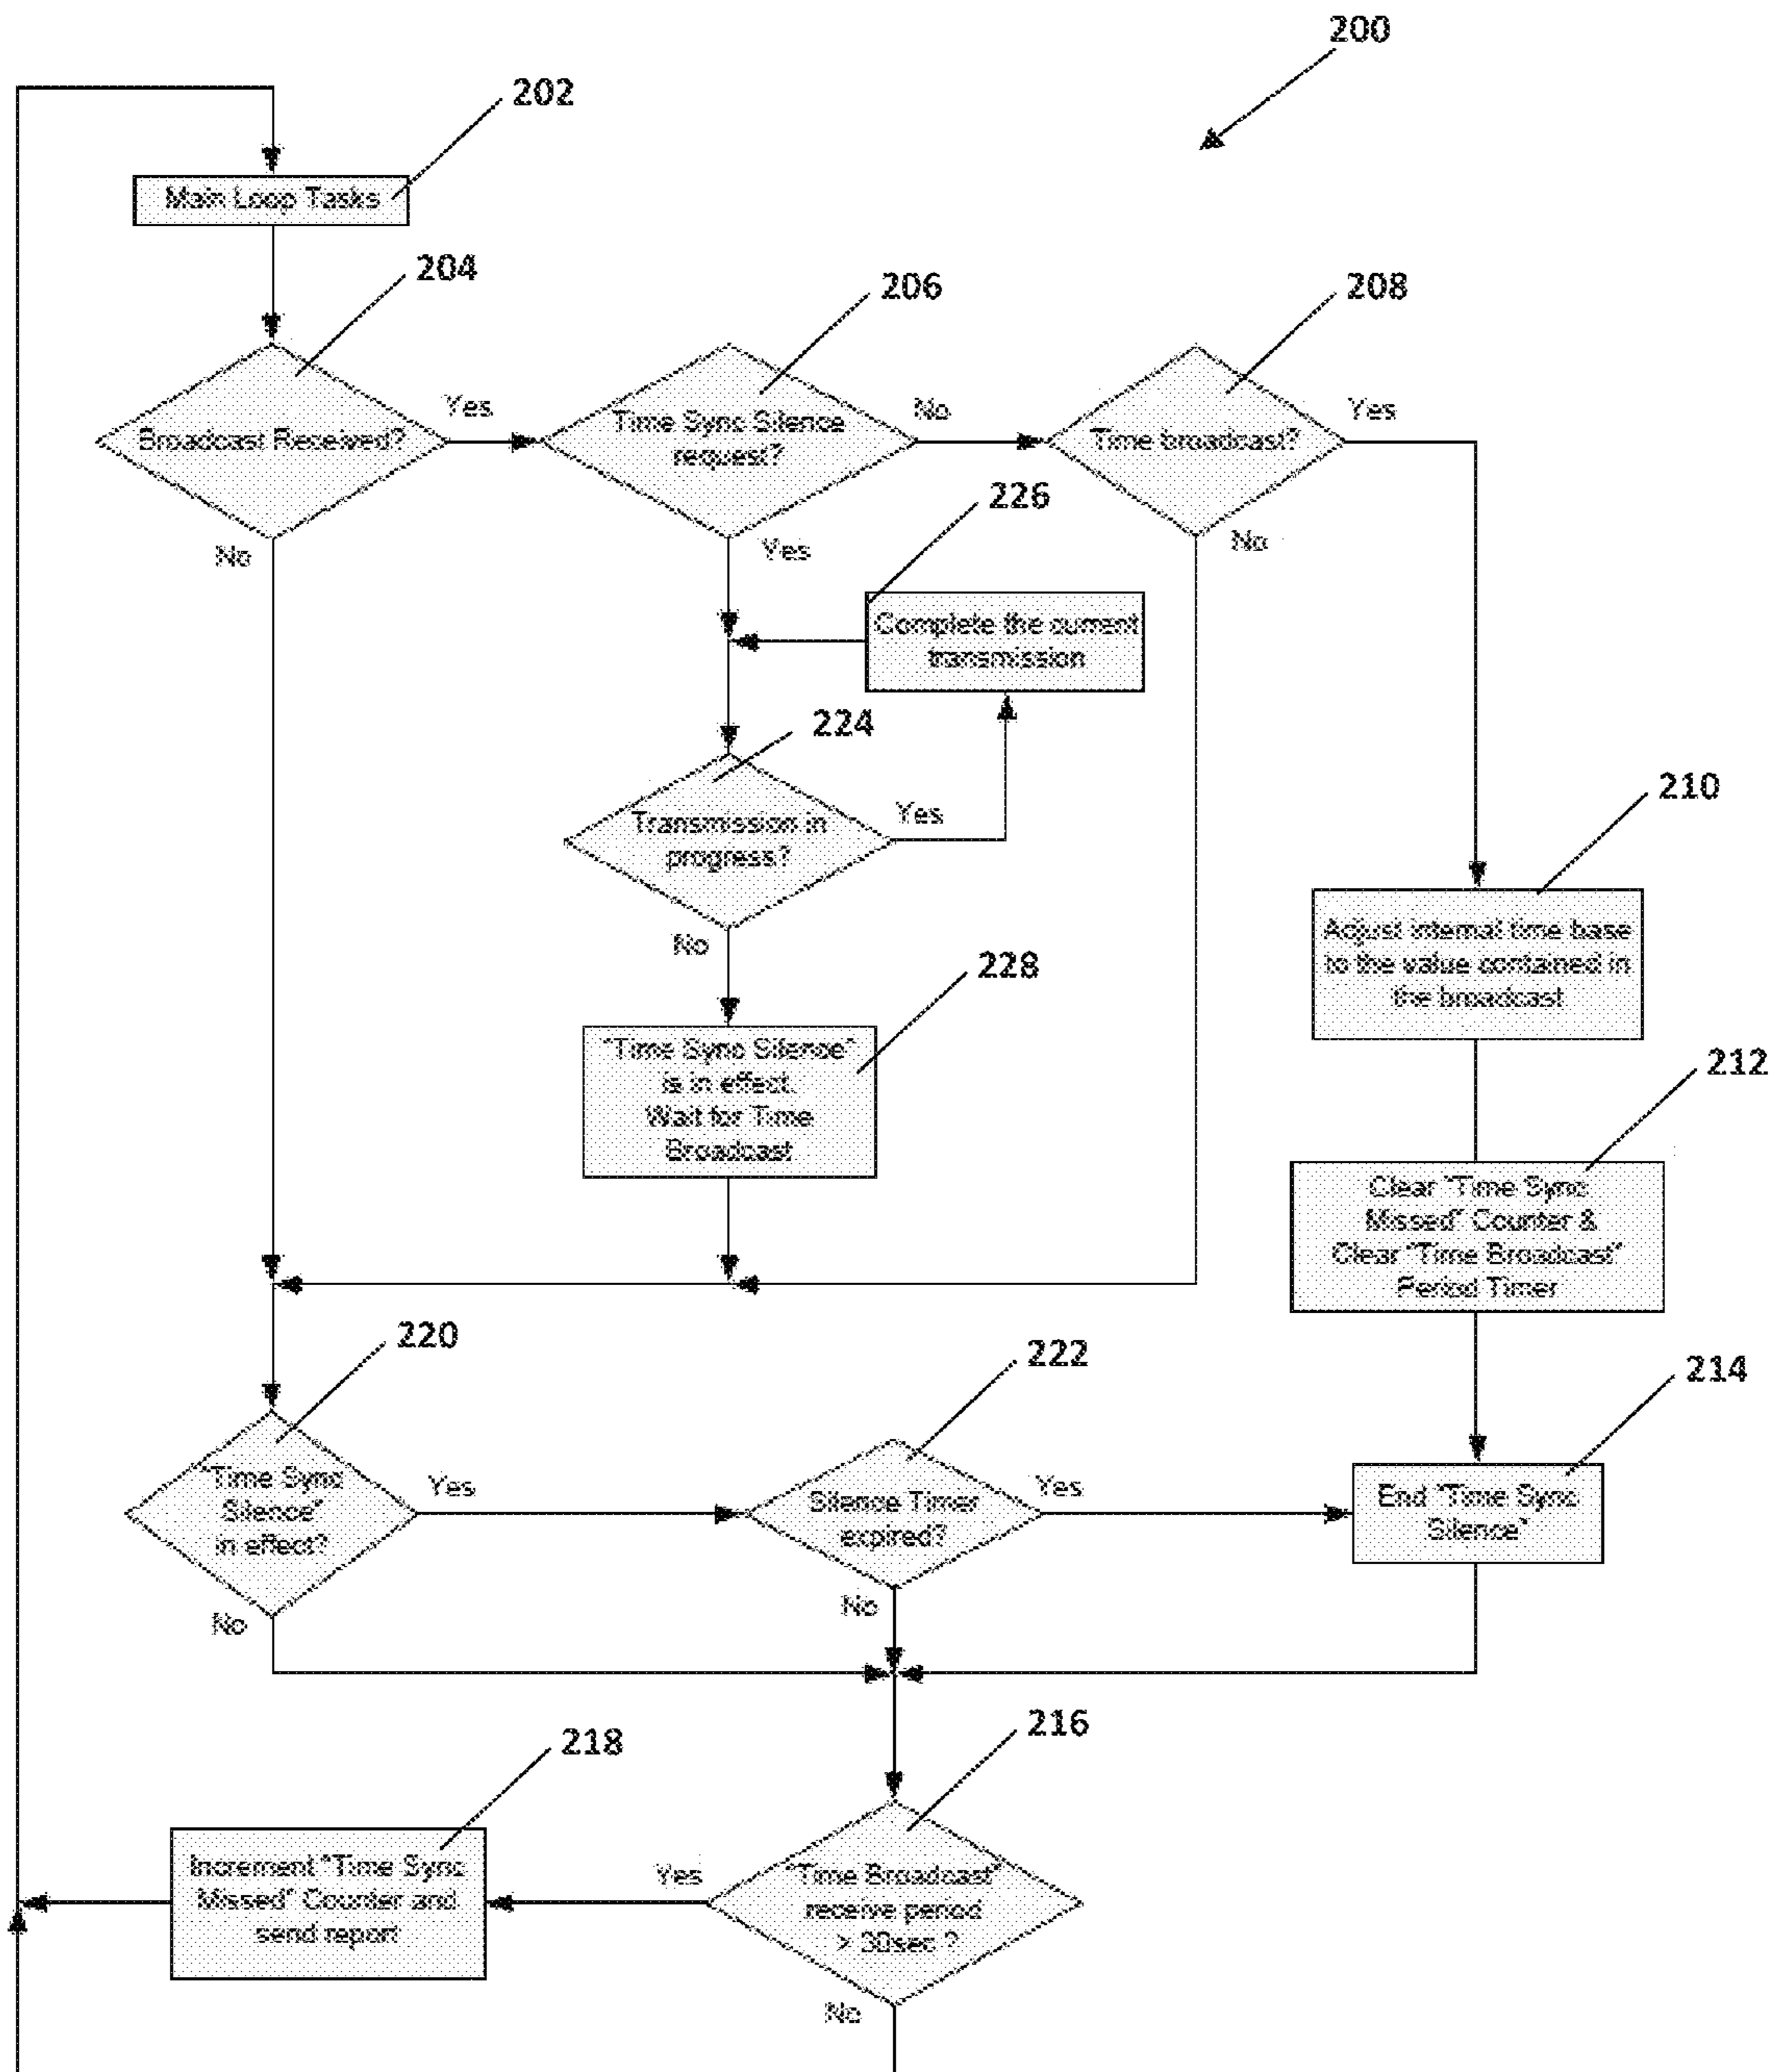 200
202
Main Loop Tasks
204
206
208
Broadcast Received?
Yes
No
Time Sync Silence
request?
No
Yes
Time broadcast?
Yes
No
226
Complete the current
transmission
224
Transmission in
progress?
Yes
No
210
Adjust internal time base
to the value contained in
the broadcast
228
"Time Sync Silence"
is in effect.
Wait for Time
Broadcast
212
Clear "Time Sync
Missed" Counter &
Clear "Time Broadcast"
Period Timer
220
222
214
"Time Sync
Silence"
in effect?
Yes
No
Silence Timer
expired?
Yes
No
End "Time Sync
Silence"
218
216
Increment "Time Sync
Missed" Counter and
send report
Yes
"Time Broadcast"
receive period
> 30sec ?
No